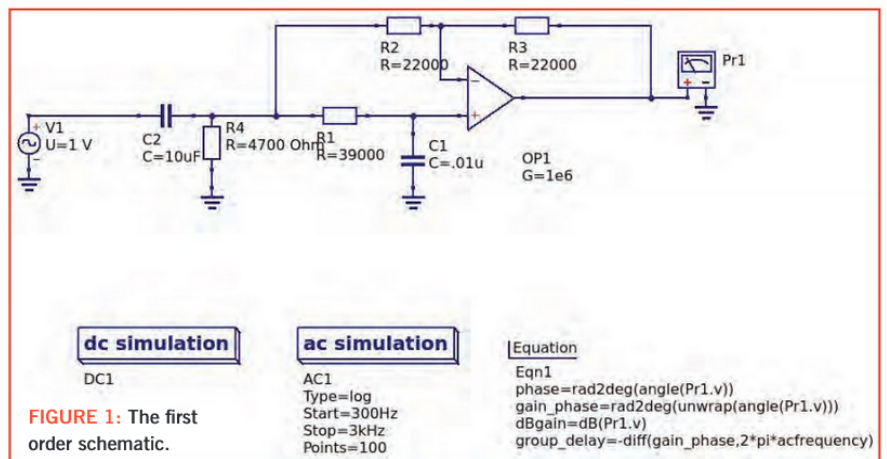 R2
R=22000
R3
R=22000
Pr1
V1
U=1 V
C2
C=10uF
R4
R=4700 Ohm
R1
R=39000
C1
C=.01u
OP1
G=1e6
dc simulation
DC1
ac simulation
AC1
Type=log
Start=300Hz
Stop=3kHz
Points=100
Equation
Eqn1
phase=rad2deg(angle(Pr1.v))
gain_phase=rad2deg(unwrap(angle(Pr1.v)))
dBgain=dB(Pr1.v)
group_delay=-diff(gain_phase,2*pi*acfrequency)
FIGURE 1: The first
order schematic.